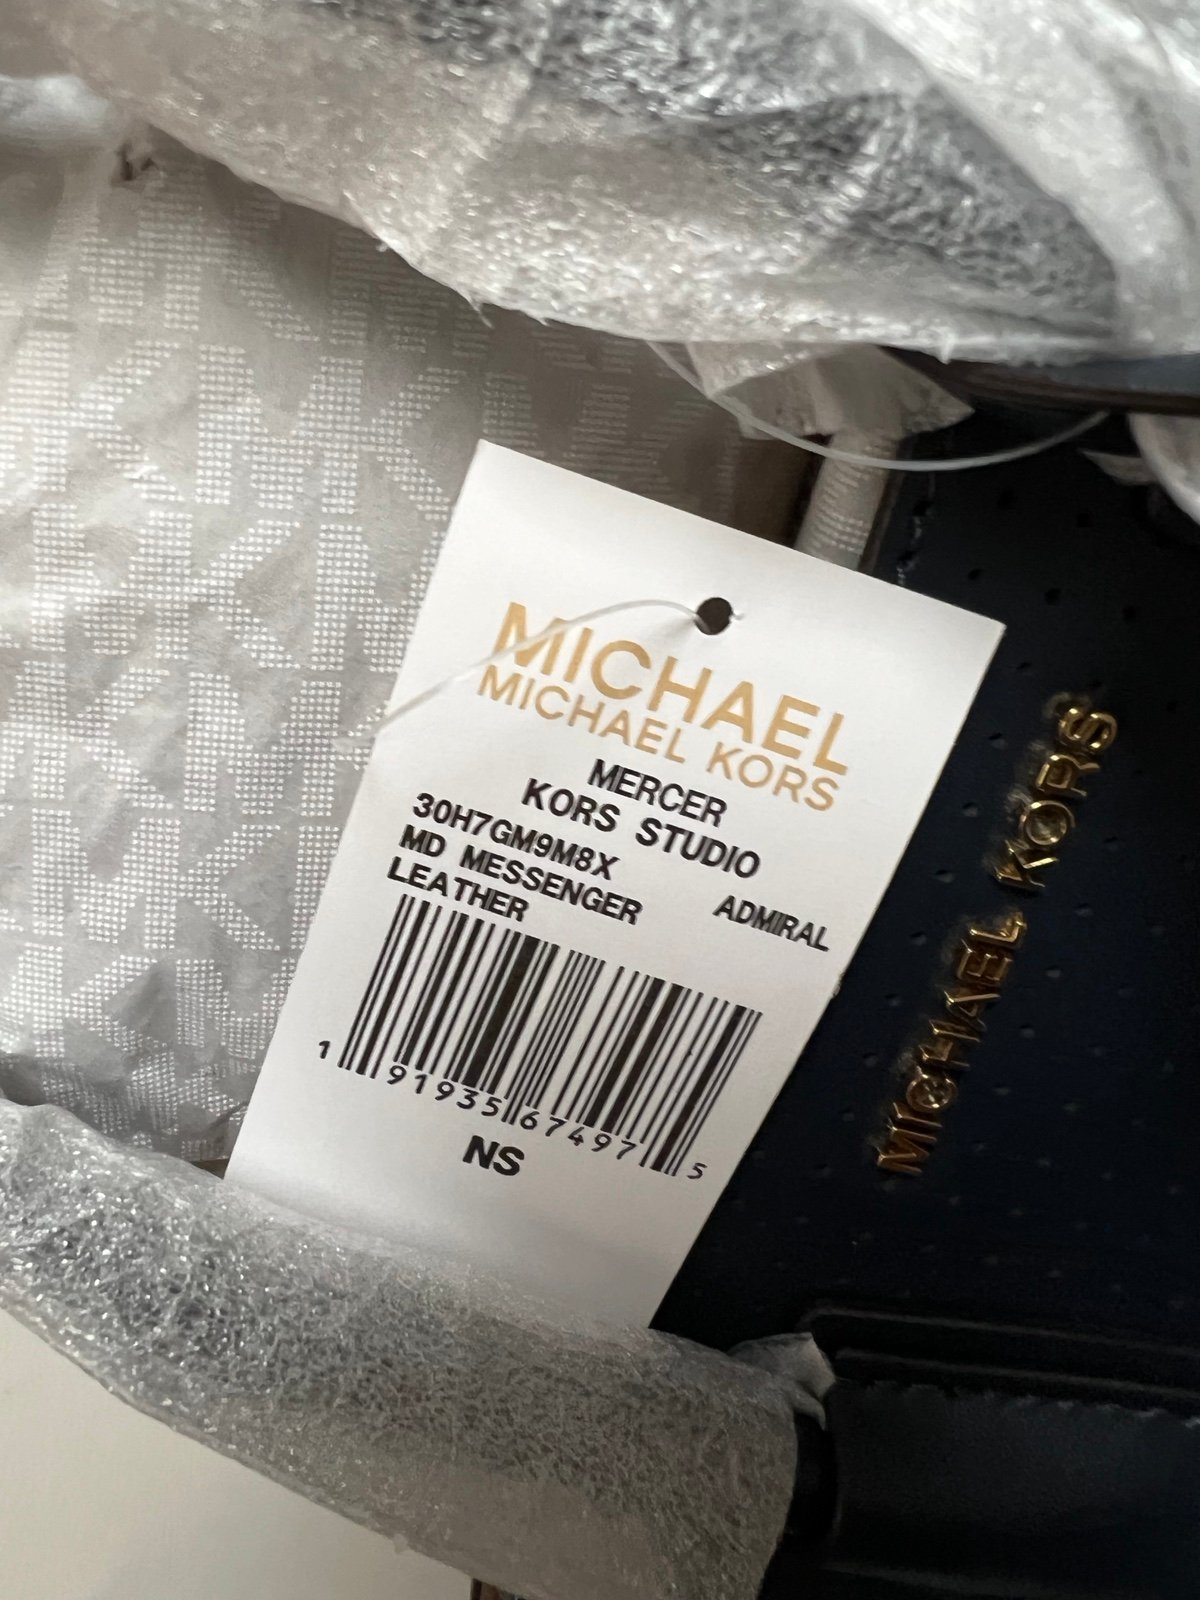 MICHAEL
MICHAEL KORS
MERCER
KORS STUDIO
30H7GM9M8X
MD MESSENGER ADMIRAL
LEATHER
1 91935 67497 5
NS
MICHAEL KORS